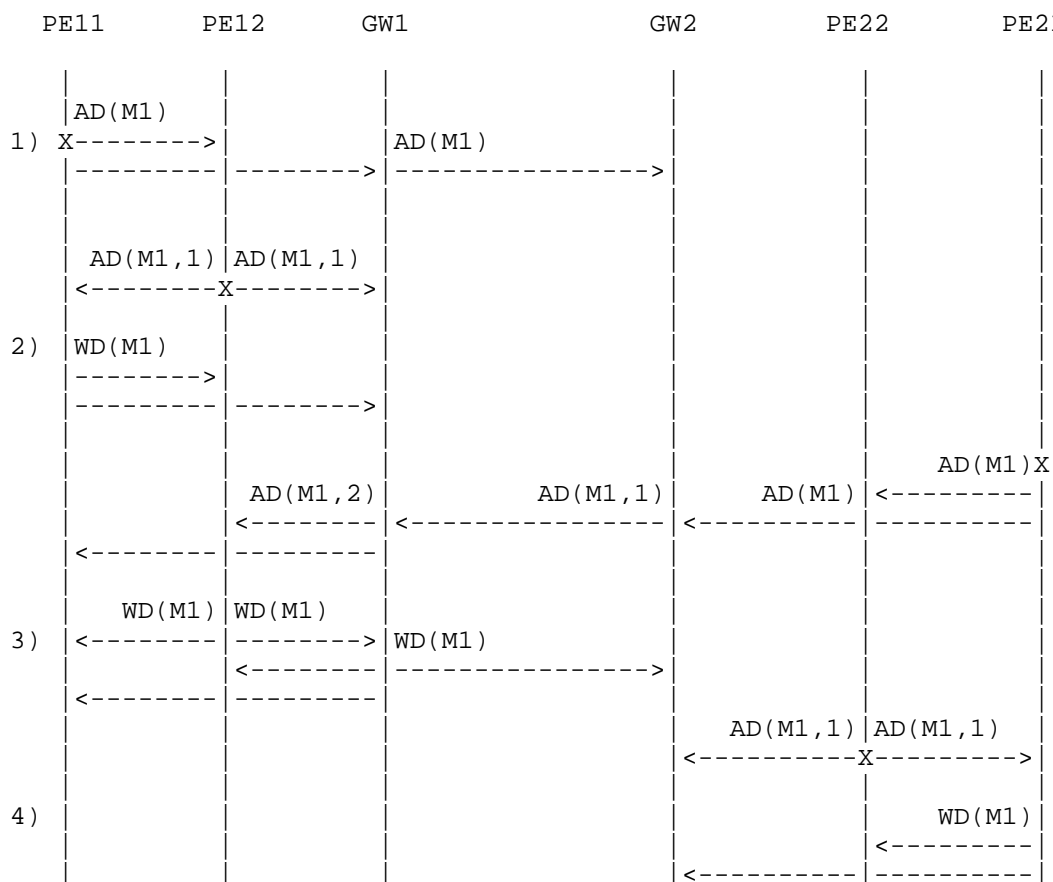 PE11 PE12 GW1 GW2 PE22
AD(M1)
1) X-------->| |AD(M1)
AD(M1,1)|AD(M1,1)
<--------X-------->
2) |WD(M1)
AD(M1)X
AD(M1,2)| AD(M1,1)| AD(M1)|<---------
WD(M1)|WD(M1)
3) |<--------|-------->|WD(M1)
AD(M1,1)|AD(M1,1)
<----------X--------->
4) WD(M1)